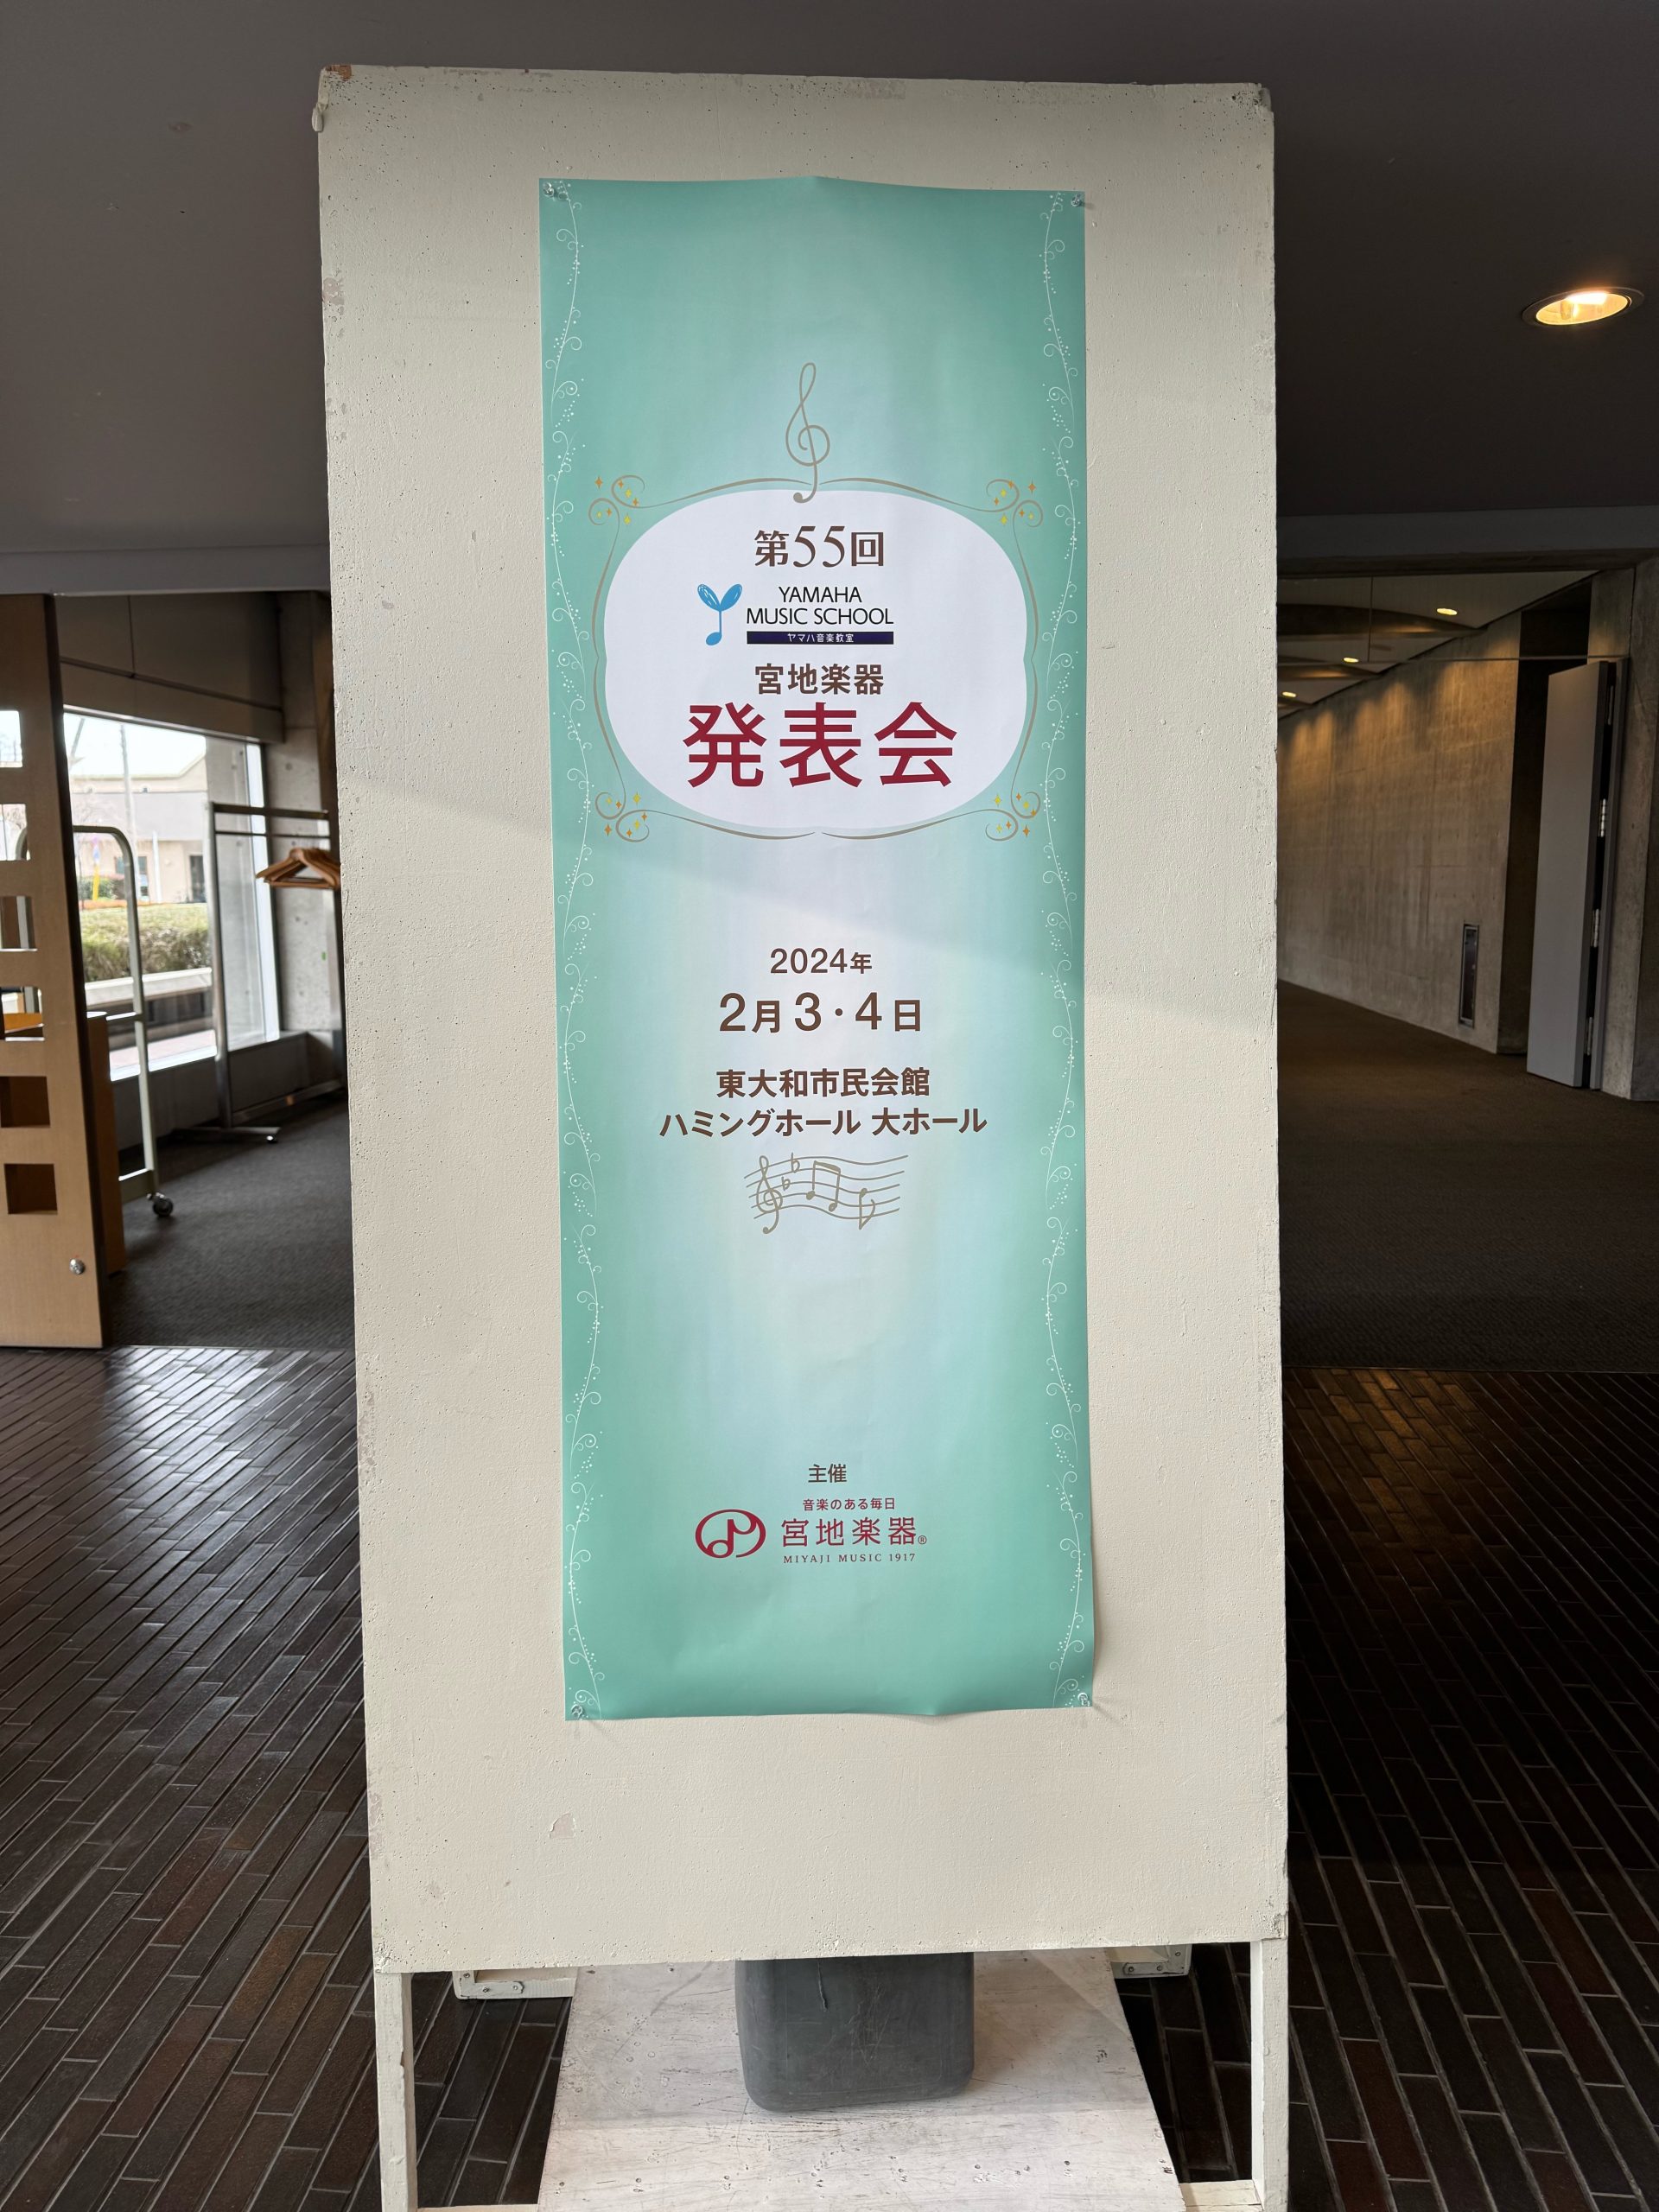 第55回
YAMAHA
MUSIC SCHOOL
ヤマハ音楽教室
宮地楽器
発表会
2024年
2月3・4日
東大和市民会館
ハミングホール 大ホール
主催
音楽のある毎日
宮地楽器®
MIYAJI MUSIC 1917